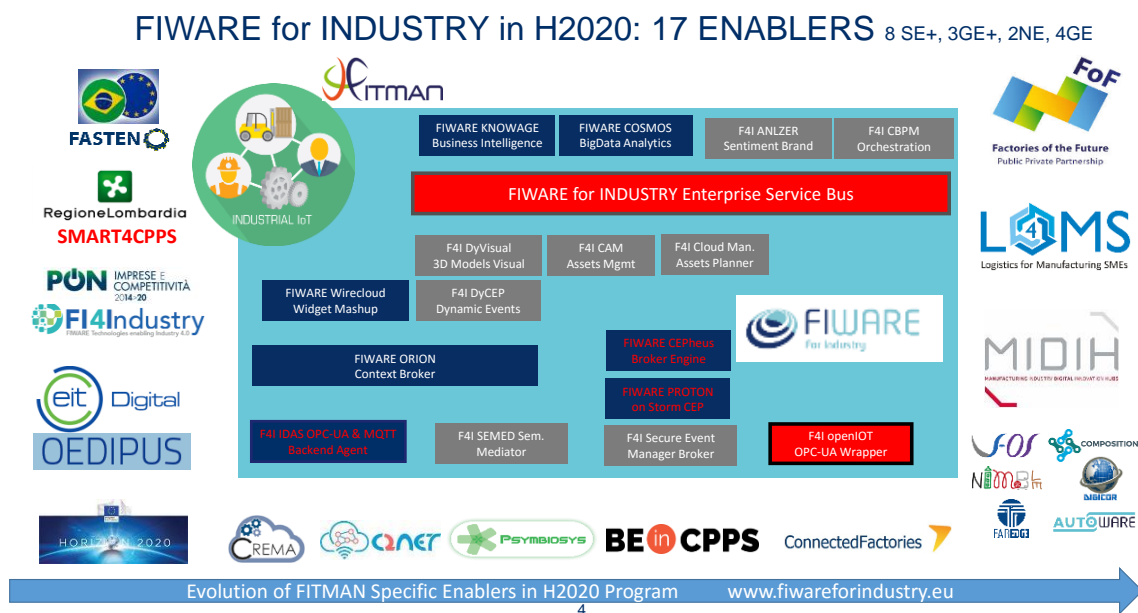 FIWARE for INDUSTRY in H2020: 17 ENABLERS 8 SE+, 3GE+, 2NE, 4GE
FITMAN
FASTEN
RegioneLombardia
SMART4CPPS
PON IMPRESE E
COMPETITIVITÀ
2014>20
FI4Industry
FIWARE Technologies enabling Industry 4.0
eit Digital
OEDIPUS
HORIZON 2020
INDUSTRIAL IoT
FIWARE KNOWAGE
Business Intelligence
FIWARE COSMOS
BigData Analytics
F4I ANLZER
Sentiment Brand
F4I CBPM
Orchestration
FIWARE for INDUSTRY Enterprise Service Bus
F4I DyVisual
3D Models Visual
F4I CAM
Assets Mgmt
F4I Cloud Man.
Assets Planner
FIWARE Wirecloud
Widget Mashup
F4I DyCEP
Dynamic Events
FIWARE
For Industry
FIWARE ORION
Context Broker
FIWARE CEPheus
Broker Engine
FIWARE PROTON
on Storm CEP
F4I IDAS OPC-UA & MQTT
Backend Agent
F4I SEMED Sem.
Mediator
F4I Secure Event
Manager Broker
F4I openIOT
OPC-UA Wrapper
FoF
Factories of the Future
Public Private Partnership
L4MS
Logistics for Manufacturing SMEs
MIDIH
MANUFACTURING INDUSTRY DIGITAL INNOVATION HUBS
COMPOSITION
DIGICOR
AUTOWARE
CREMA
PSYMBIOSYS
BE in CPPS
ConnectedFactories
Evolution of FITMAN Specific Enablers in H2020 Program www.fiwareforindustry.eu
4